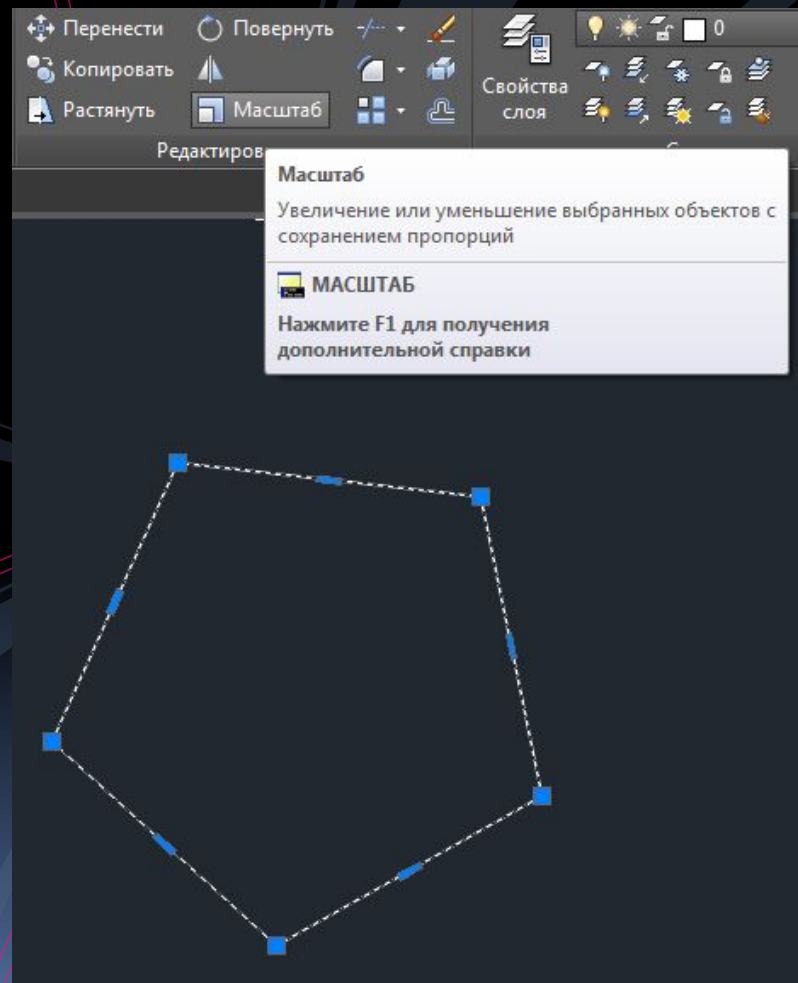 Перенести Повернуть
Копировать
Свойства слоя
Растянуть Масштаб
0
Редактиров
Масштаб
Увеличение или уменьшение выбранных объектов с
сохранением пропорций
МАСШТАБ
Нажмите F1 для получения
дополнительной справки